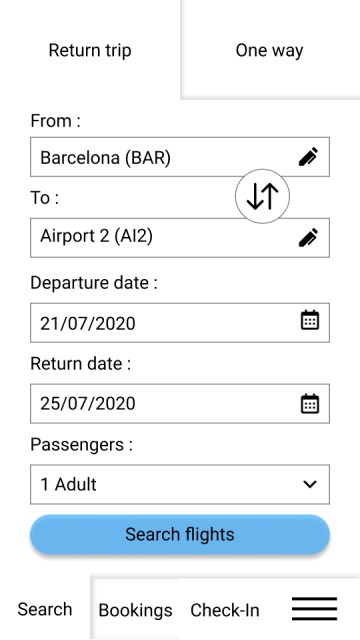 Return trip
One way
From :
Barcelona (BAR)
To :
Airport 2 (AI2)
Departure date :
21/07/2020
Return date :
25/07/2020
Passengers :
1 Adult
Search flights
Search
Bookings
Check-In